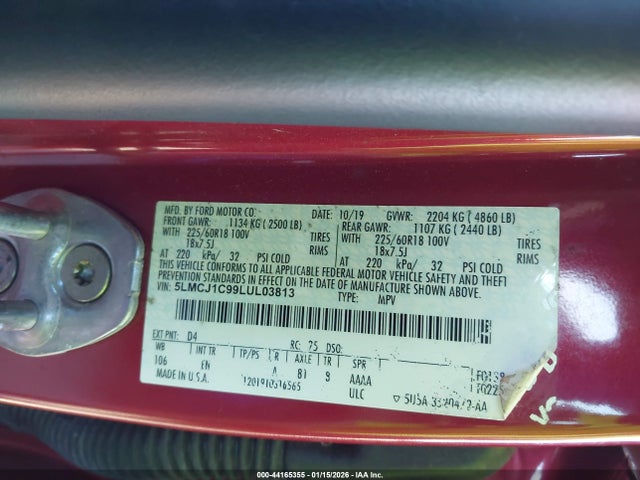 MFD. BY FORD MOTOR CO. DATE: 10/19 GVWR: 2204 KG ( 4860 LB)
FRONT GAWR: 1134 KG ( 2500 LB) REAR GAWR: 1107 KG ( 2440 LB)
WITH 225/60R18 100V TIRES WITH 225/60R18 100V TIRES
18x7.5J RIMS 18x7.5J RIMS
AT 220 kPa/ 32 PSI COLD AT 220 kPa/ 32 PSI COLD
THIS VEHICLE CONFORMS TO ALL APPLICABLE FEDERAL MOTOR VEHICLE SAFETY AND THEFT
PREVENTION STANDARDS IN EFFECT ON THE DATE OF MANUFACTURE SHOWN ABOVE.
VIN: 5LMCJ1C99LUL03813 TYPE: MPV
EXT PNT: D4 RC: 75 DSO:
WB INT TR TP/PS R AXLE TR SPR
106 EN A B1 9 AAAA
MADE IN U.S.A. ULC
000-44165355 - 01/15/2026 - IAA Inc.